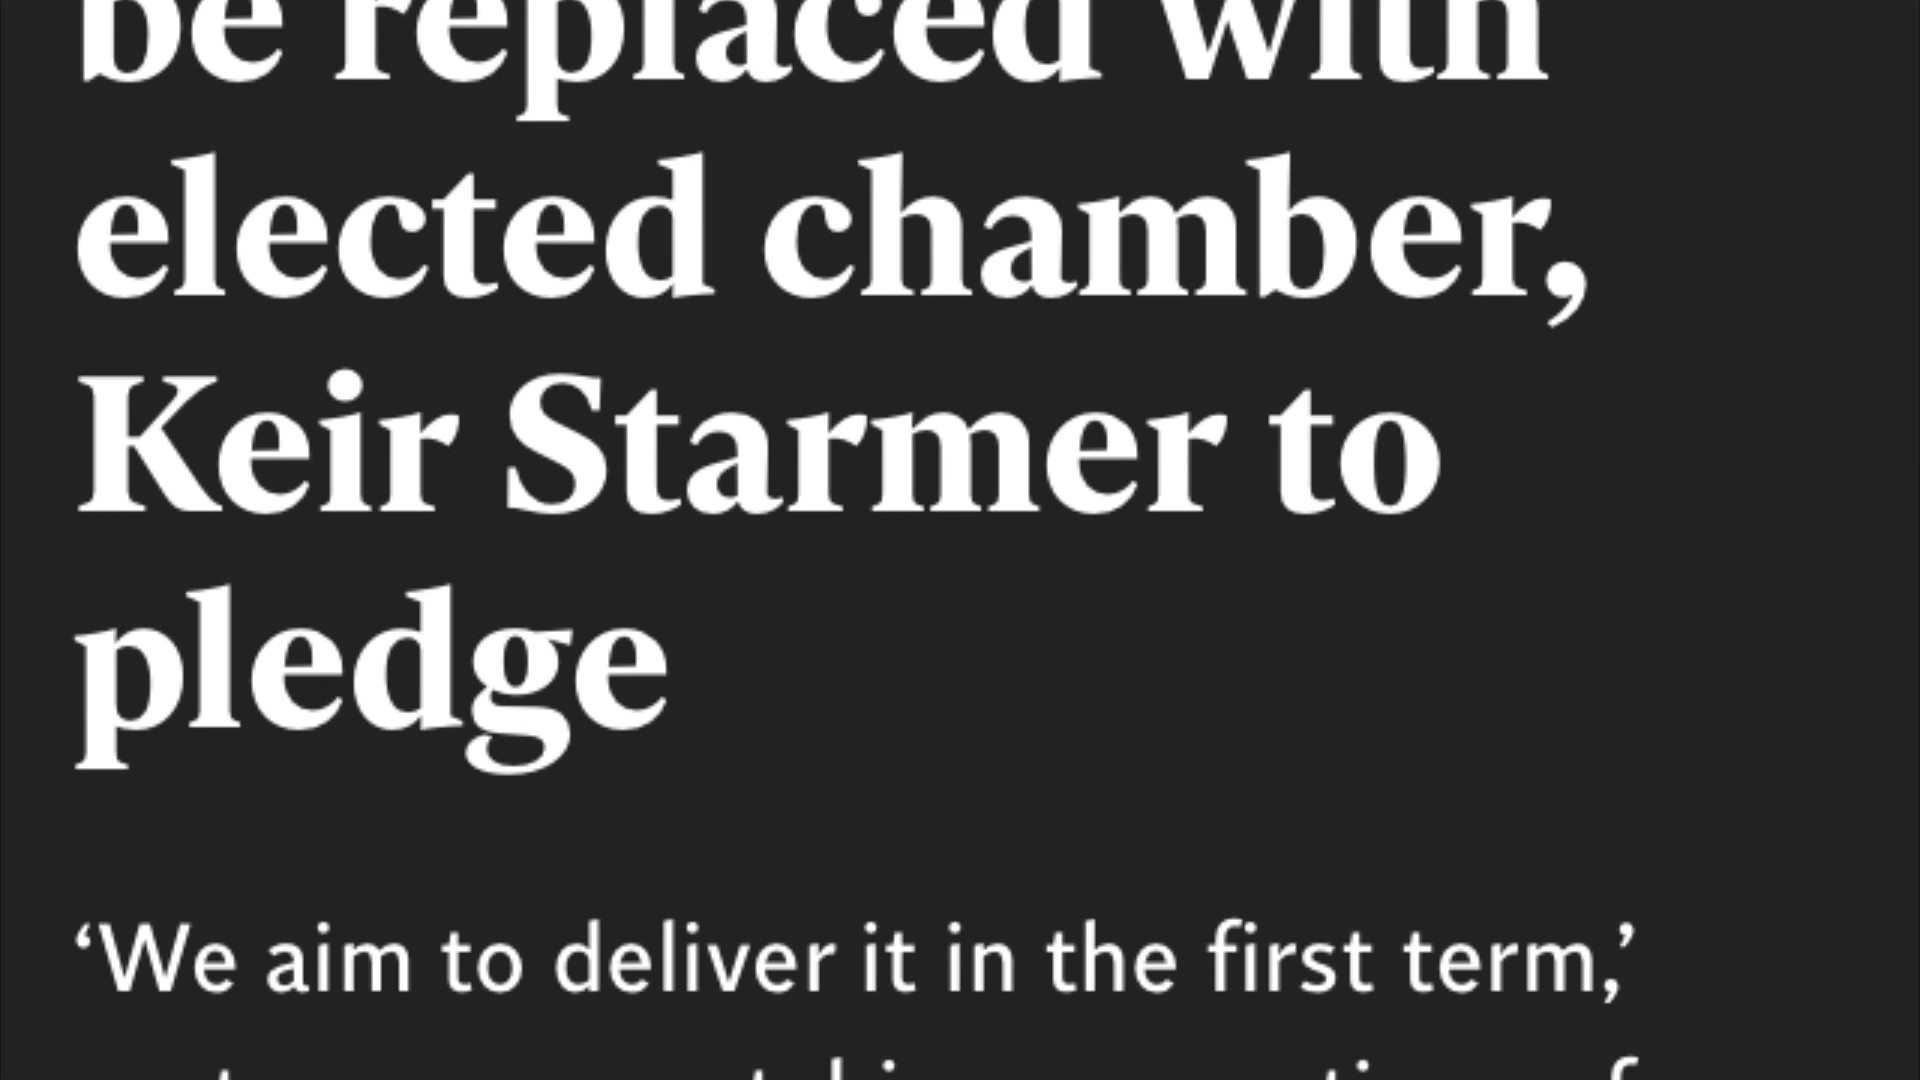 be replaced with
elected chamber,
Keir Starmer to
pledge
‘We aim to deliver it in the first term,’